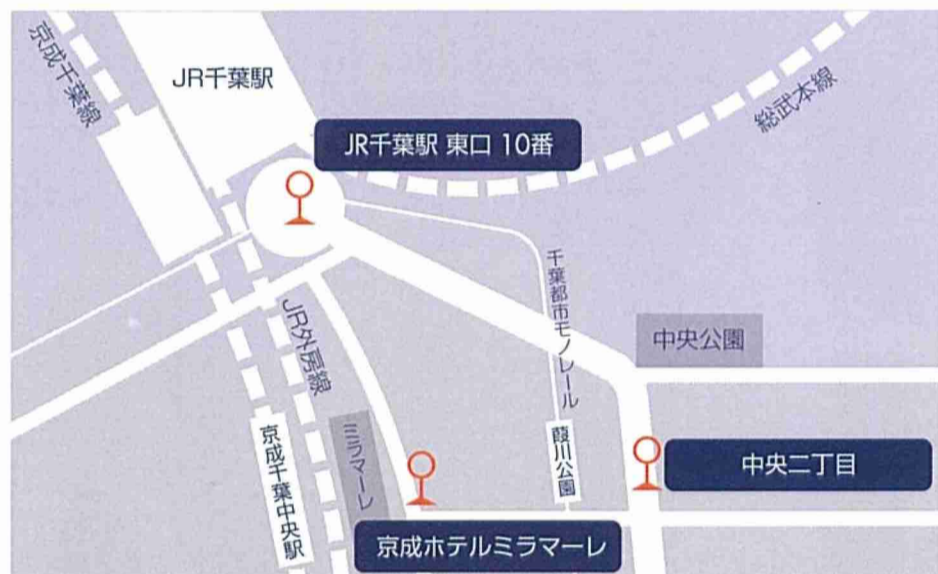 京成千葉線
JR千葉駅
総武本線
JR千葉駅 東口 10番
千葉都市モノレール
JR外房線
中央公園
ミラマーレ
葭川公園
京成千葉中央駅
中央二丁目
京成ホテルミラマーレ